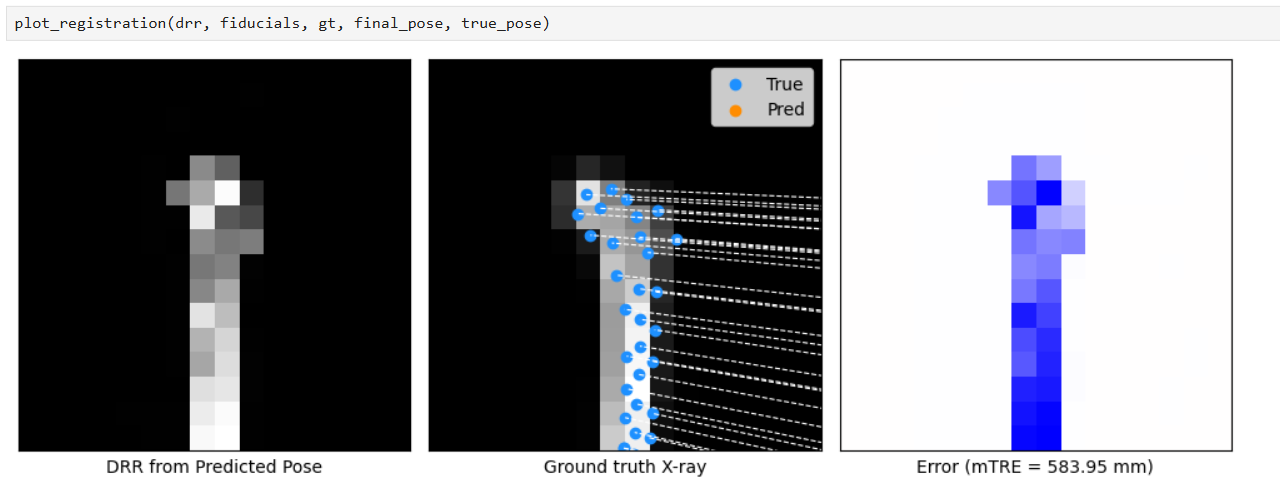 plot_registration(drr, fiducials, gt, final_pose, true_pose)
True
Pred
DRR from Predicted Pose
Ground truth X-ray
Error (mTRE = 583.95 mm)